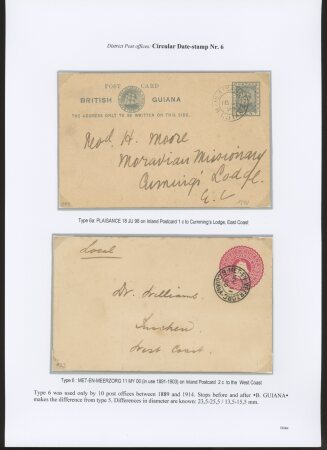 District Post offices: Circular Date-stamp Nr. 6
POST CARD
BRITISH GUIANA
THE ADDRESS ONLY TO BE WRITTEN ON THIS SIDE.
Revd. H. Moore
Moravian Missionary
Cumming's Lodge.
E. C.
Type 6a: PLAISANCE 18 JU 98 on Inland Postcard 1 c to Cumming's Lodge, East Coast
Local
Dr. Williams.
West Coast.
Type 6 : MET-EN-MEERZORG 11 MY 00 (in use 1891-1903) on Inland Postcard 2 c to the West Coast
Type 6 was used only by 10 post offices between 1889 and 1914. Stops before and after •B. GUIANA•
makes the difference from type 5. Differences in diameter are known: 23,5-25,5 / 13,5-15,5 mm.